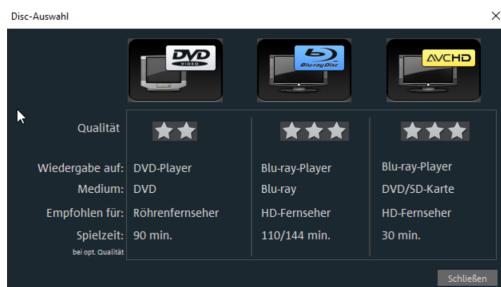 Disc-Auswahl
DVD
VIDEO
Blu-ray Disc
AVCHD
Qualität
Wiedergabe auf: DVD-Player Blu-ray-Player Blu-ray-Player
Medium: DVD Blu-ray DVD/SD-Karte
Empfohlen für: Röhrenfernseher HD-Fernseher HD-Fernseher
Spielzeit: 90 min. 110/144 min. 30 min.
bei opt. Qualität
Schließen